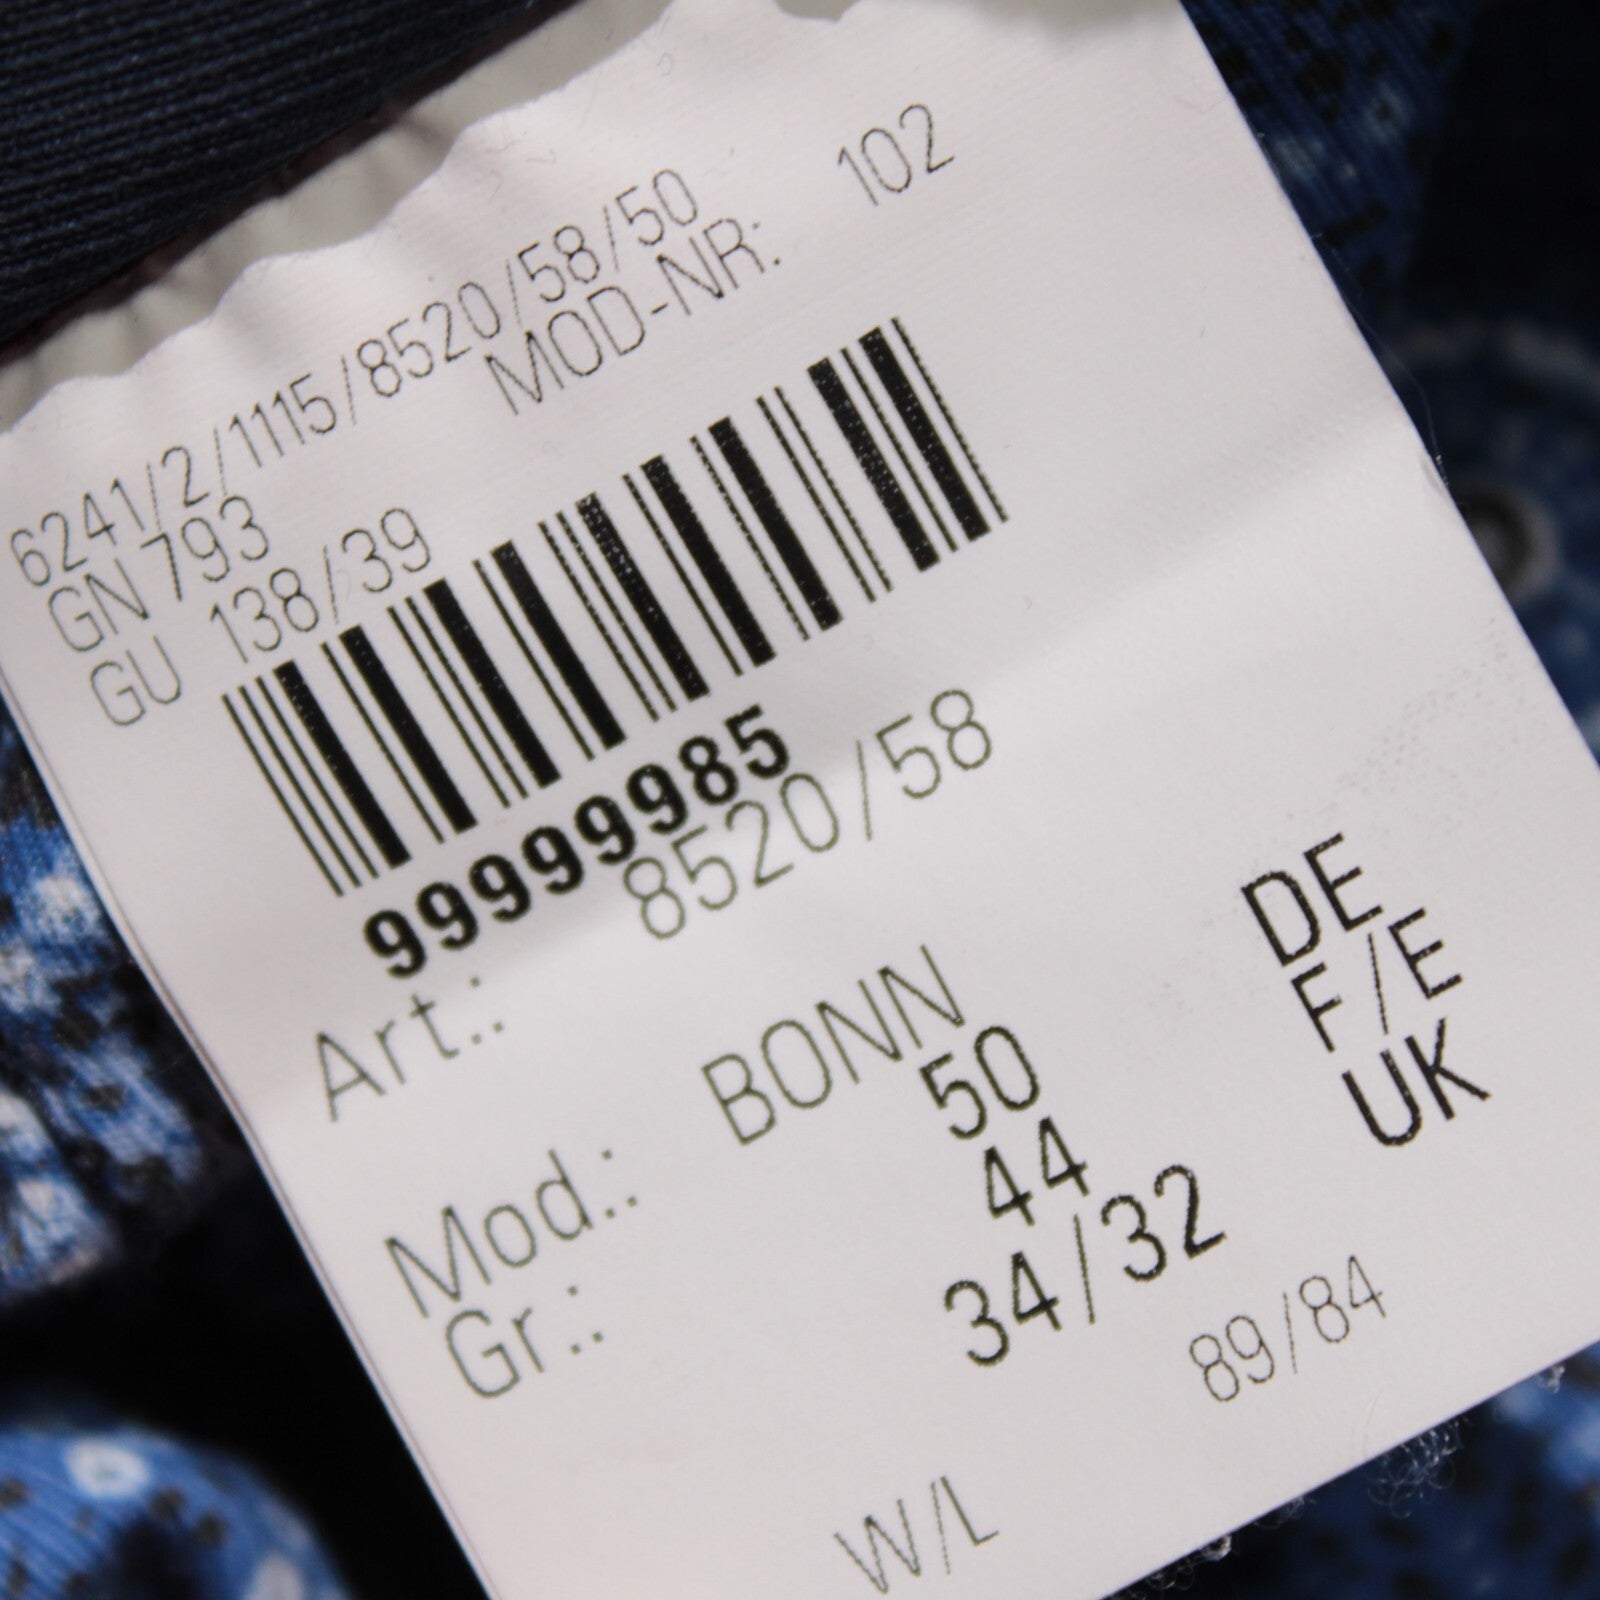 6241/2/1115/8520/58/50
GN 793 MOD-NR: 102
GU 138/39
99999985
Art.: 8520/58
Mod.: BONN
Gr.: 50 DE
44 F/E
34/32 UK
W/L 89/84